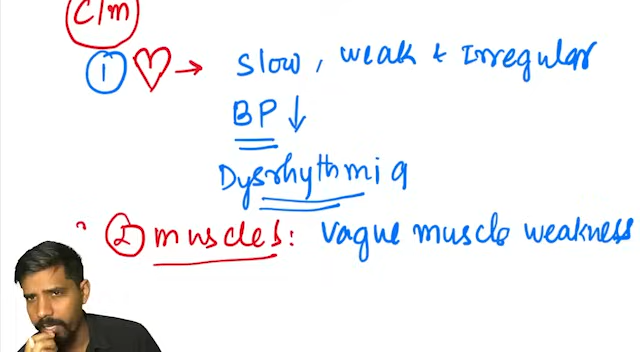 C/m
① ♡ → Slow, weak & Irregular
BP ↓
Dysrhythmia
② muscles: vague muscle weakness